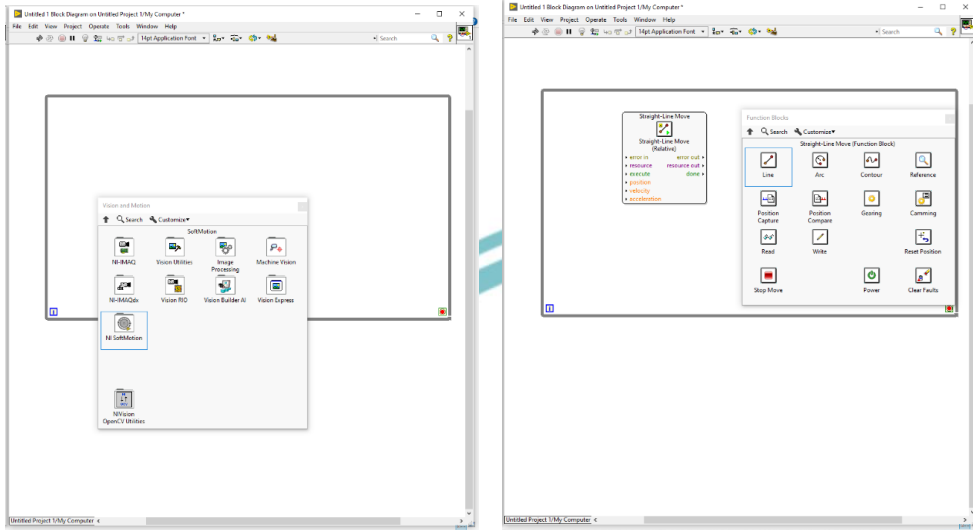 Untitled 1 Block Diagram on Untitled Project 1/My Computer *
File Edit View Project Operate Tools Window Help
14pt Application Font
Search
Vision and Motion
Search Customize
SoftMotion
NI-IMAQ
Vision Utilities
Image Processing
Machine Vision
NI-IMAQdx
Vision RIO
Vision Builder AI
Vision Express
NI SoftMotion
NIVision OpenCV Utilities
Untitled Project 1/My Computer
Untitled 1 Block Diagram on Untitled Project 1/My Computer *
File Edit View Project Operate Tools Window Help
14pt Application Font
Search
Straight-Line Move
Straight-Line Move
(Relative)
error in error out
resource resource out
execute done
position
velocity
acceleration
Function Blocks
Search Customize
Straight-Line Move (Function Block)
Line
Arc
Contour
Reference
Position Capture
Position Compare
Gearing
Camming
Read
Write
Reset Position
Stop Move
Power
Clear Faults
Untitled Project 1/My Computer